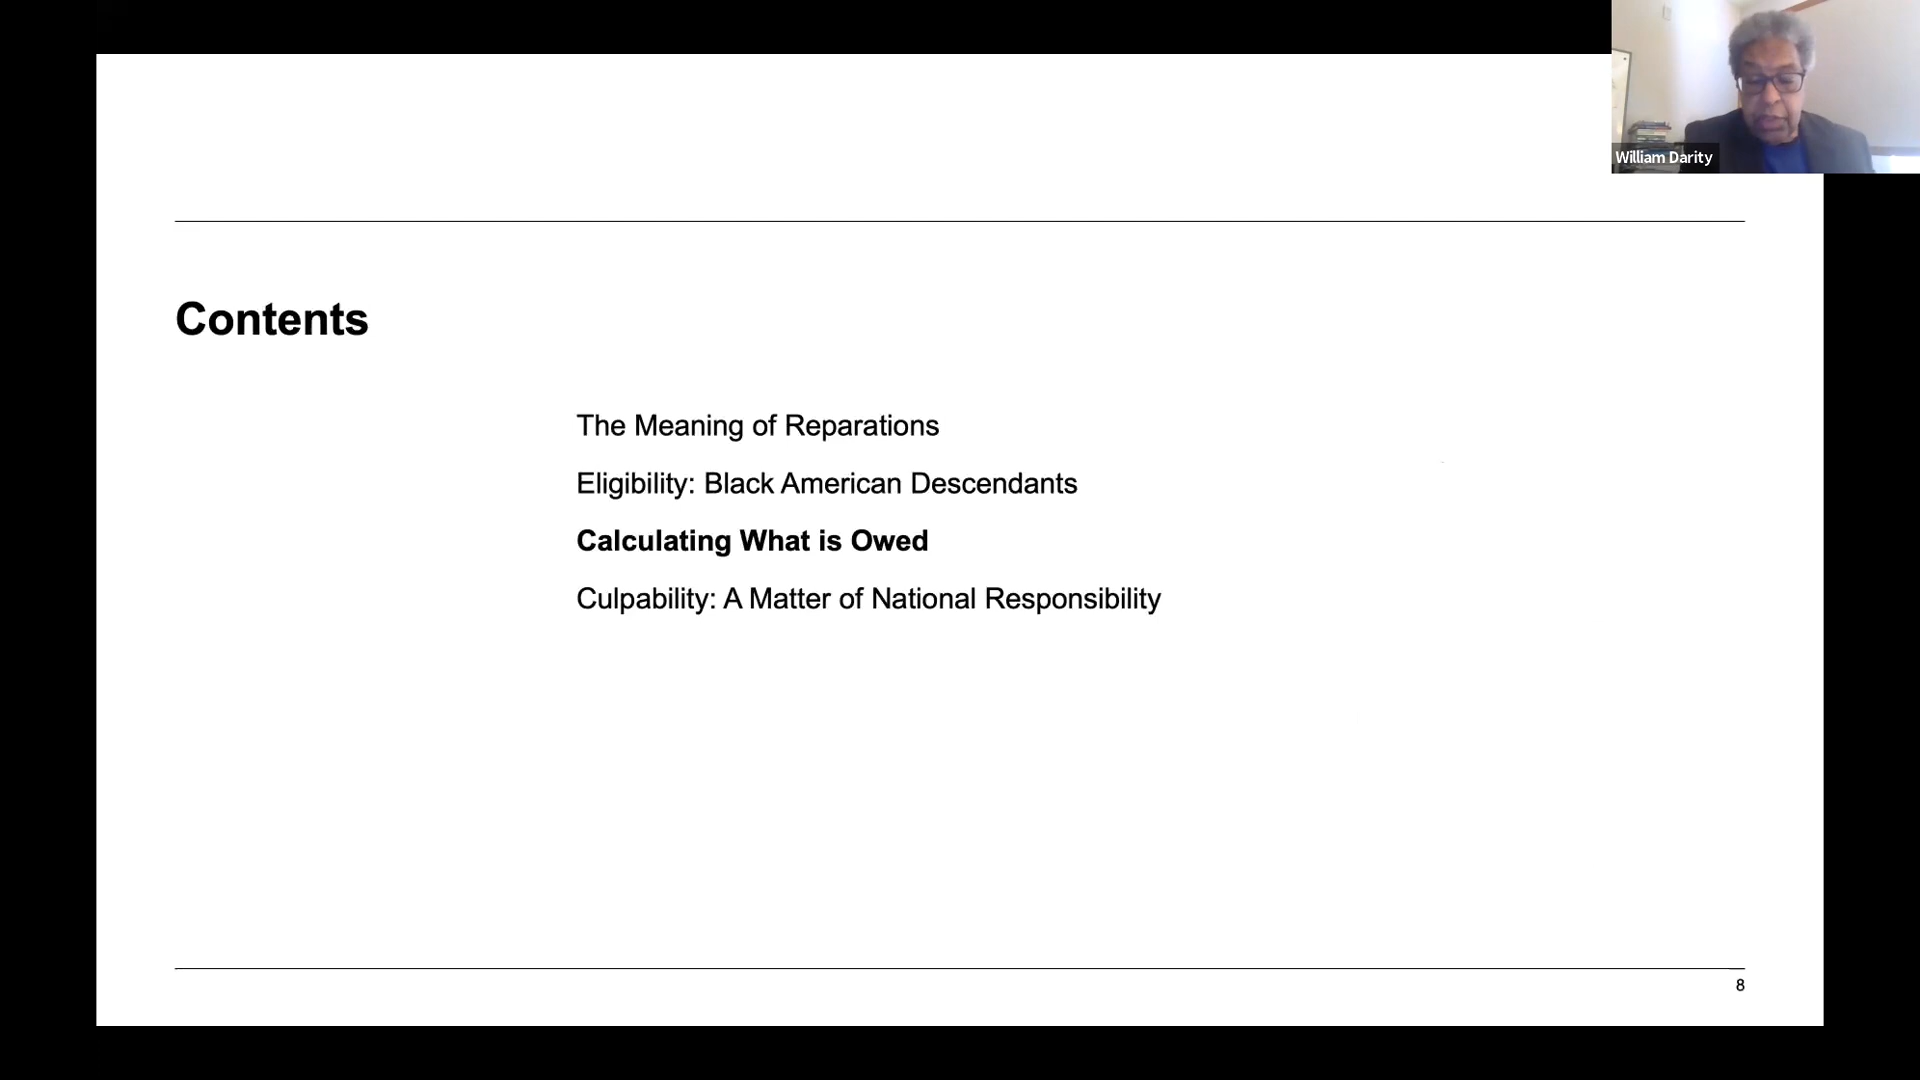 William Darity
Contents
The Meaning of Reparations
Eligibility: Black American Descendants
Calculating What is Owed
Culpability: A Matter of National Responsibility
8